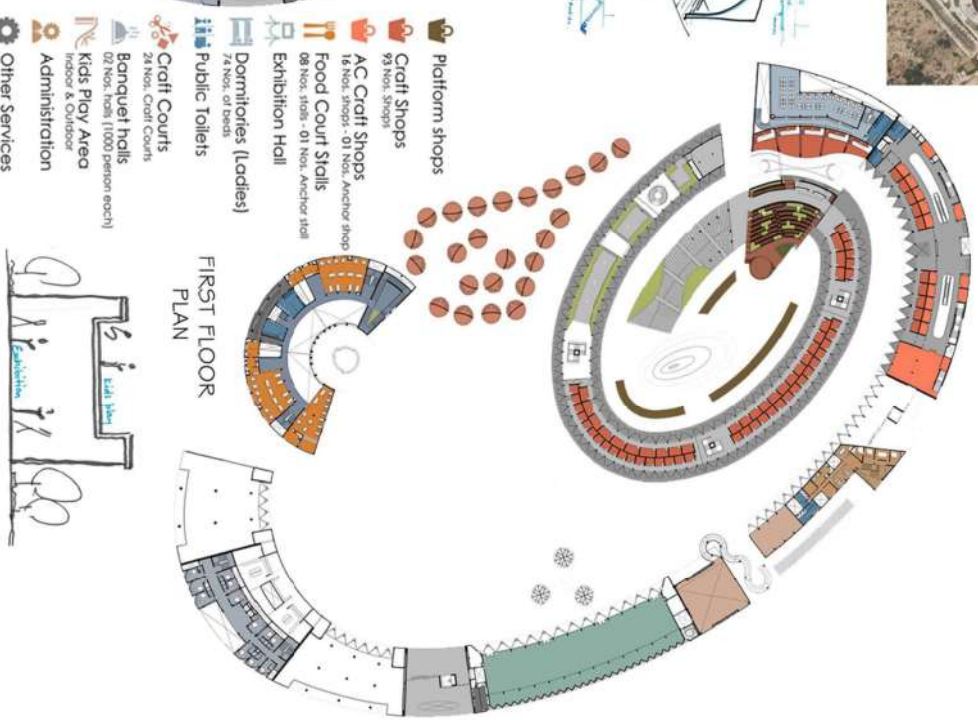 Platform shops
Craft Shops
93 Nos. Shops
AC Craft Shops
16 Nos. shops - 01 Nos. Anchor shop
Food Court Stalls
08 Nos. stalls - 01 Nos. Anchor stall
Exhibition Hall
Dormitories (Ladies)
74 Nos. of beds
Public Toilets
Craft Courts
24 Nos. Craft Courts
Banquet halls
02 Nos. halls (1000 person each)
Kids Play Area
Indoor & Outdoor
Administration
Other Services
FIRST FLOOR
PLAN
kids play
Exhibition